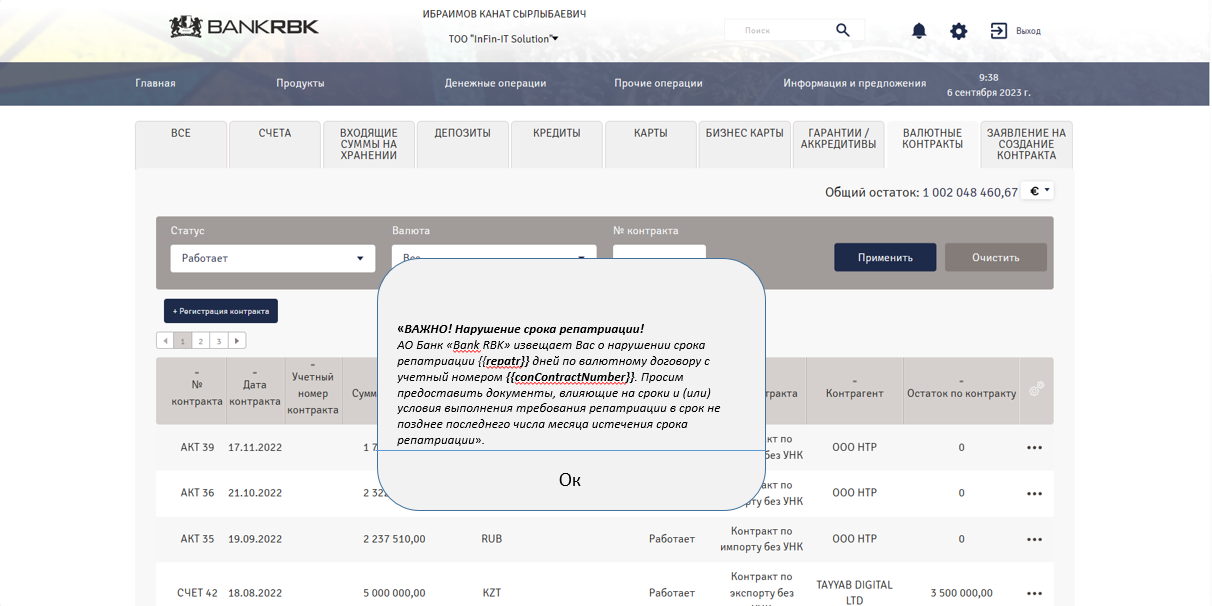 BANKRBK
ИБРАИМОВ КАНАТ СЫРЛЫБАЕВИЧ
ТОО "InFin-IT Solution"
Поиск
Выход
Главная
Продукты
Денежные операции
Прочие операции
Информация и предложения
9:38
6 сентября 2023 г.
ВСЕ
СЧЕТА
ВХОДЯЩИЕ
СУММЫ НА
ХРАНЕНИИ
ДЕПОЗИТЫ
КРЕДИТЫ
КАРТЫ
БИЗНЕС КАРТЫ
ГАРАНТИИ /
АККРЕДИТИВЫ
ВАЛЮТНЫЕ
КОНТРАКТЫ
ЗАЯВЛЕНИЕ НА
СОЗДАНИЕ
КОНТРАКТА
Общий остаток: 1 002 048 460,67 €
Статус
Валюта
№ контракта
Работает
Все
Применить
Очистить
+ Регистрация контракта
1 2 3
«ВАЖНО! Нарушение срока репатриации!
АО Банк «Bank RBK» извещает Вас о нарушении срока
репатриации {{repatr}} дней по валютному договору с
учетный номером {{conContractNumber}}. Просим
предоставить документы, влияющие на сроки и (или)
условия выполнения требования репатриации в срок не
позднее последнего числа месяца истечения срока
репатриации».
Ок
№
контракта
Дата
контракта
Учетный
номер
контракта
Сумм
тракта
Контрагент
Остаток по контракту
АКТ 39 17.11.2022 1 7 кт по ООО НТР 0
без УНК
АКТ 36 21.10.2022 2 32 акт по ООО НТР 0
рту без УНК
АКТ 35 19.09.2022 2 237 510,00 RUB Работает Контракт по ООО НТР 0
импорту без УНК
СЧЕТ 42 18.08.2022 5 000 000,00 KZT Работает Контракт по TAYYAB DIGITAL 3 500 000,00
экспорту без LTD